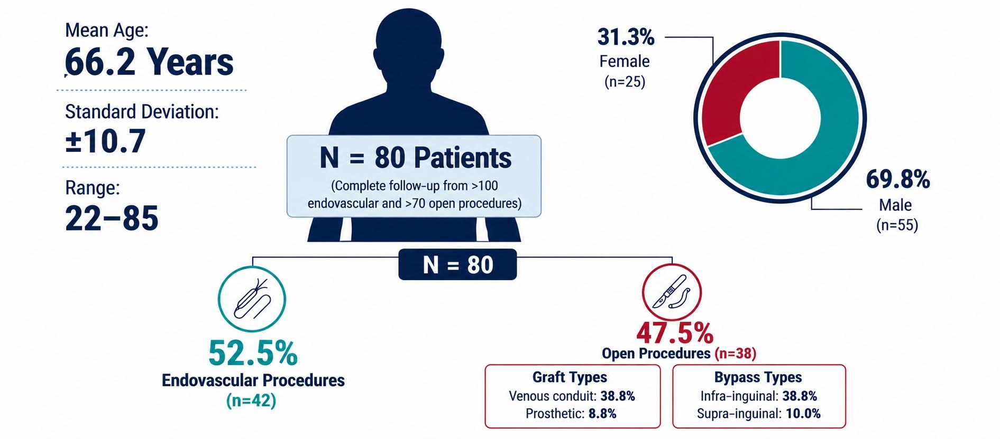 Mean Age:
66.2 Years
Standard Deviation:
±10.7
Range:
22–85
N = 80 Patients
(Complete follow-up from >100
endovascular and >70 open procedures)
31.3%
Female
(n=25)
69.8%
Male
(n=55)
N = 80
52.5%
Endovascular Procedures
(n=42)
47.5%
Open Procedures (n=38)
Graft Types
Venous conduit: 38.8%
Prosthetic: 8.8%
Bypass Types
Infra-inguinal: 38.8%
Supra-inguinal: 10.0%